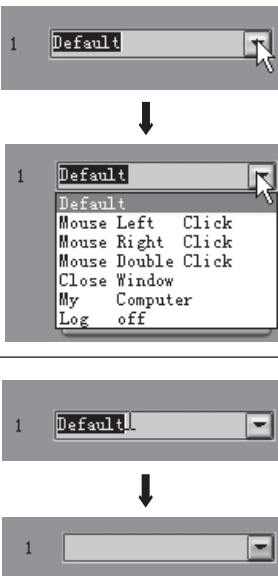 1 Default
1 Default
Default
Mouse Left Click
Mouse Right Click
Mouse Double Click
Close Window
My Computer
Log off
1 Default
1